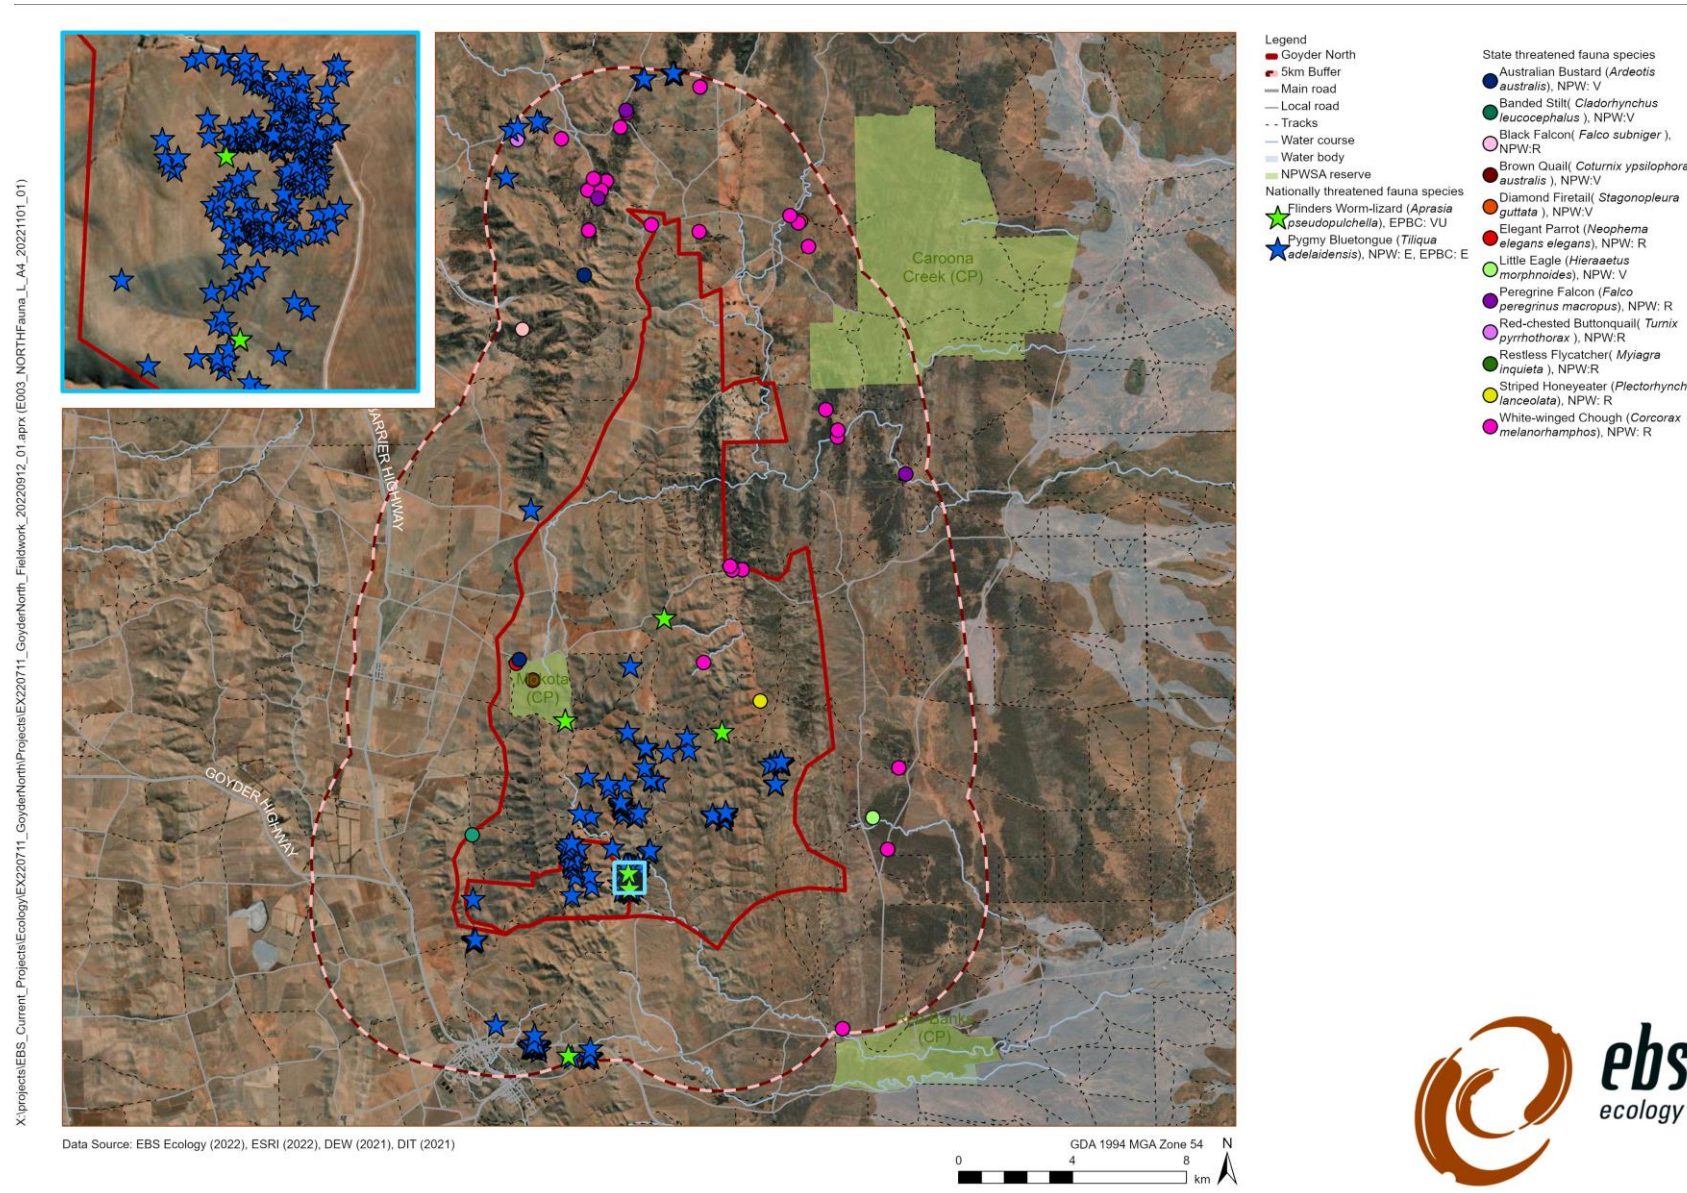 X:\projects\EBS_Current_Projects\Ecology\EX220711_GoyderNorth\Projects\EX220711_GoyderNorth_Fieldwork_20220912_01.aprx (E003_NORTHFauna_L_A4_20221101_01)
BARRIER HIGHWAY
GOYDER HIGHWAY
Caroona
Creek (CP)
Mokota
(CP)
Banks
(CP)
Legend
Goyder North
5km Buffer
Main road
Local road
Tracks
Water course
Water body
NPWSA reserve
Nationally threatened fauna species
Flinders Worm-lizard (Aprasia
pseudopulchella), EPBC: VU
Pygmy Bluetongue (Tiliqua
adelaidensis), NPW: E, EPBC: E
State threatened fauna species
Australian Bustard (Ardeotis
australis), NPW: V
Banded Stilt( Cladorhynchus
leucocephalus ), NPW:V
Black Falcon( Falco subniger ),
NPW:R
Brown Quail( Coturnix ypsilophora
australis ), NPW:V
Diamond Firetail( Stagonopleura
guttata ), NPW:V
Elegant Parrot (Neophema
elegans elegans), NPW: R
Little Eagle (Hieraaetus
morphnoides), NPW: V
Peregrine Falcon (Falco
peregrinus macropus), NPW: R
Red-chested Buttonquail( Turnix
pyrrhothorax ), NPW:R
Restless Flycatcher( Myiagra
inquieta ), NPW:R
Striped Honeyeater (Plectorhynch
lanceolata), NPW: R
White-winged Chough (Corcorax
melanorhamphos), NPW: R
Data Source: EBS Ecology (2022), ESRI (2022), DEW (2021), DIT (2021)
GDA 1994 MGA Zone 54
N
0 4 8
km
ebs
ecology